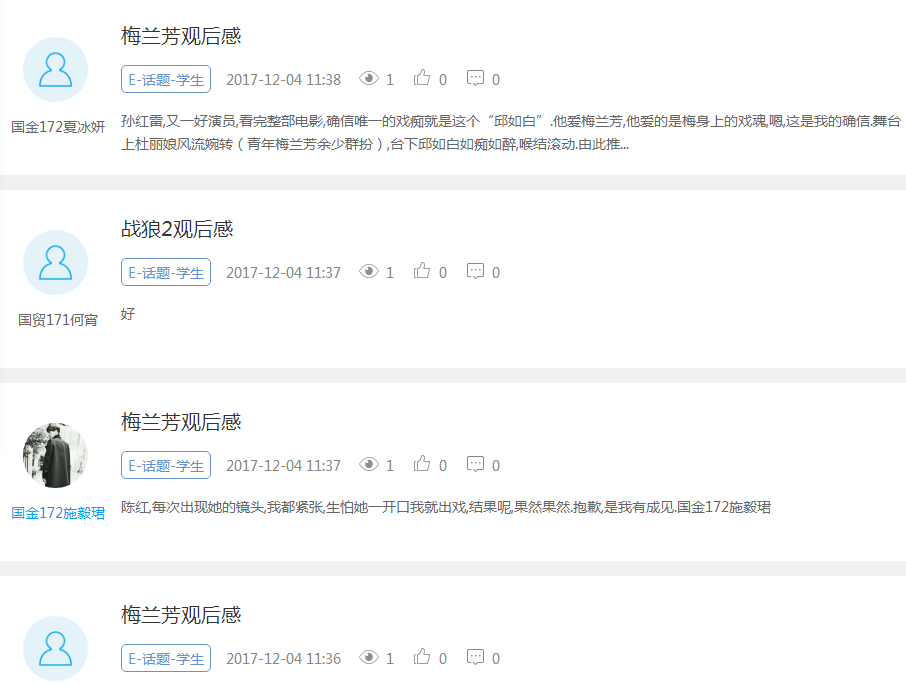 梅兰芳观后感
E-话题-学生 2017-12-04 11:38 1 0 0
国金172夏冰妍
孙红雷,又一好演员,看完整部电影,确信唯一的戏痴就是这个“邱如白”.他爱梅兰芳,他爱的是梅身上的戏魂,嗯,这是我的确信.舞台
上杜丽娘风流婉转（青年梅兰芳余少群扮）,台下邱如白如痴如醉,喉结滚动.由此推...
战狼2观后感
E-话题-学生 2017-12-04 11:37 1 0 0
国贸171何宵
好
梅兰芳观后感
E-话题-学生 2017-12-04 11:37 1 0 0
国金172施毅珺
陈红,每次出现她的镜头,我都紧张,生怕她一开口我就出戏,结果呢,果然果然.抱歉,是我有成见.国金172施毅珺
梅兰芳观后感
E-话题-学生 2017-12-04 11:36 1 0 0